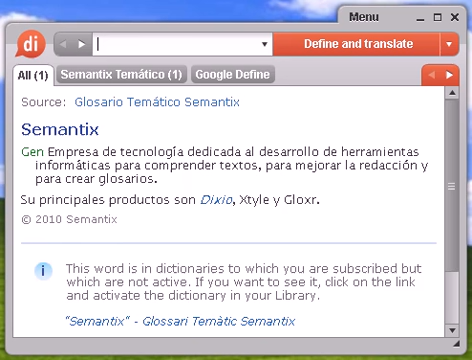 Menu
di
Define and translate
All (1) Semantix Temático (1) Google Define
Source: Glosario Temático Semantix
Semantix
Gen Empresa de tecnología dedicada al desarrollo de herramientas
informáticas para comprender textos, para mejorar la redacción y
para crear glosarios.
Su principales productos son Dixio, Xtyle y Gloxr.
© 2010 Semantix
i
This word is in dictionaries to which you are subscribed but
which are not active. If you want to see it, click on the link
and activate the dictionary in your Library.
"Semantix" - Glossari Temàtic Semantix